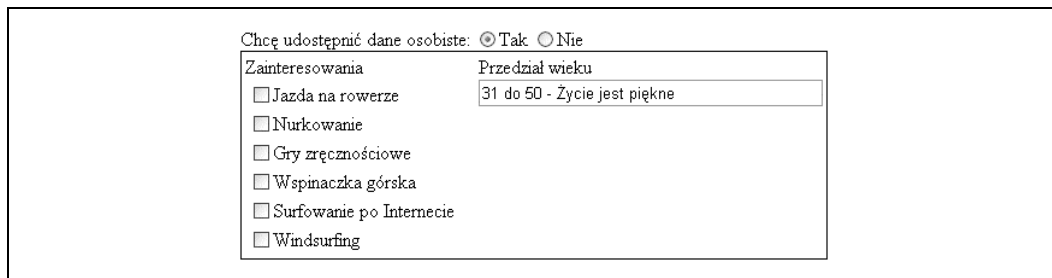 Chcę udostępnić dane osobiste: Tak Nie
Zainteresowania Przedział wieku
Jazda na rowerze 31 do 50 - Życie jest piękne
Nurkowanie
Gry zręcznościowe
Wspinaczka górska
Surfowanie po Internecie
Windsurfing